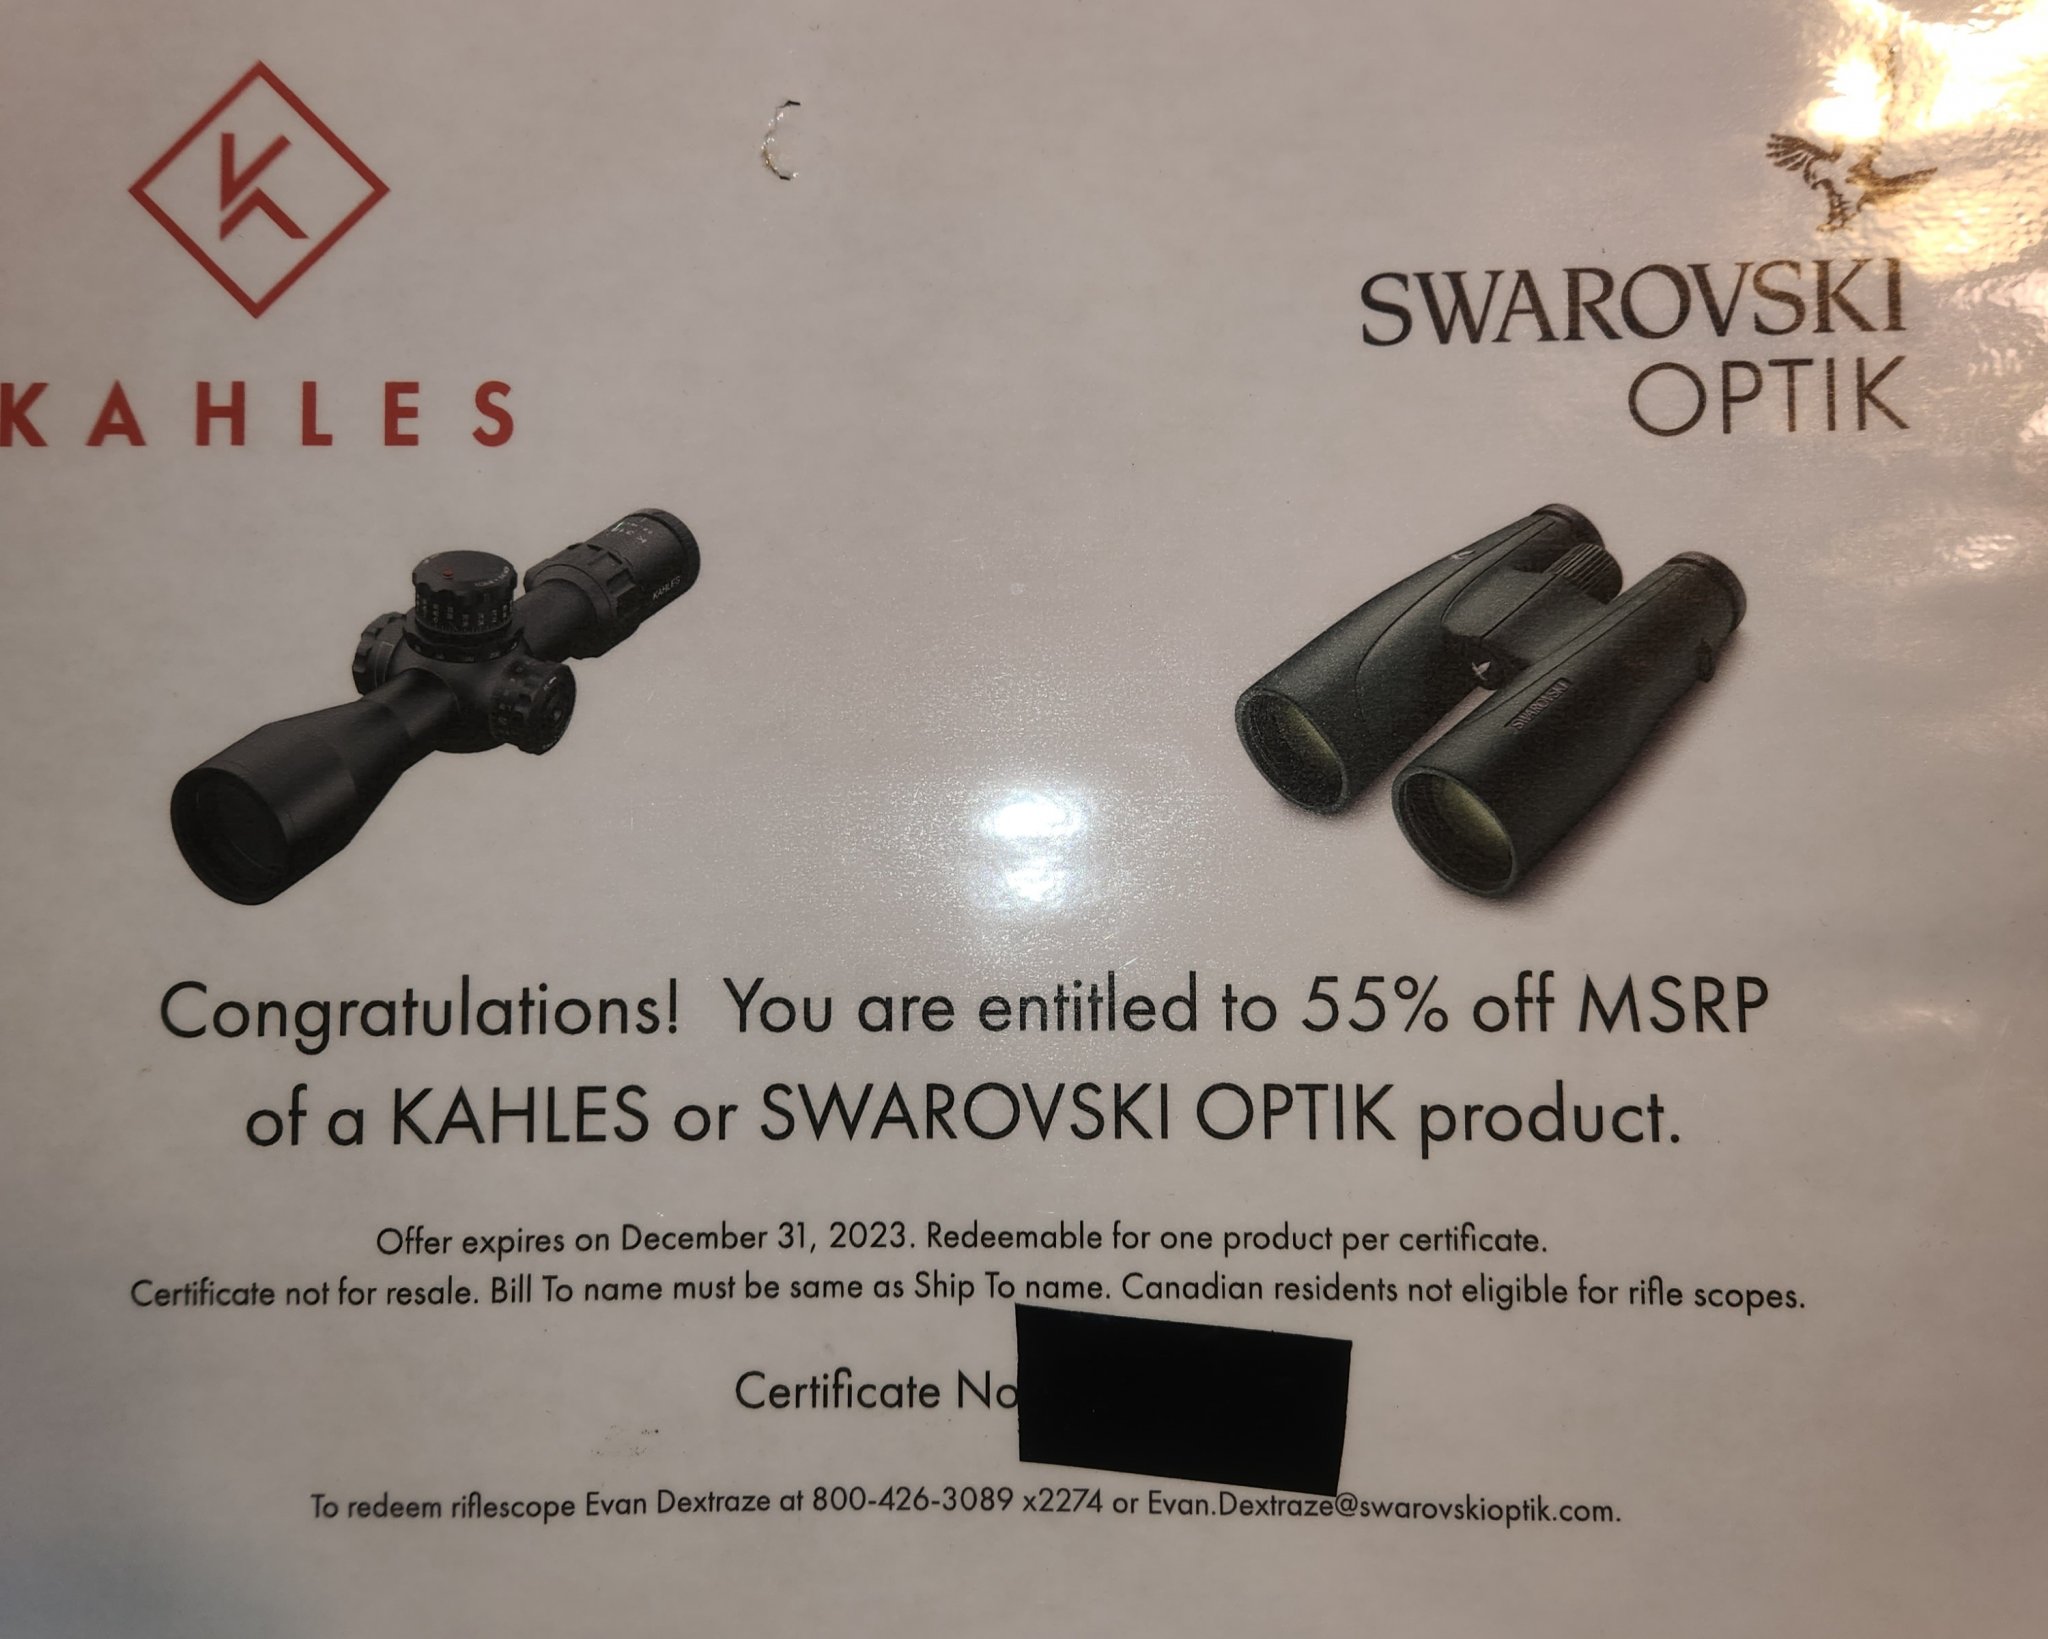 KAHLES
SWAROVSKI
OPTIK
KAHLES
SWAROVSKI
Congratulations!  You are entitled to 55% off MSRP
of a KAHLES or SWAROVSKI OPTIK product.
Offer expires on December 31, 2023. Redeemable for one product per certificate.
Certificate not for resale. Bill To name must be same as Ship To name. Canadian residents not eligible for rifle scopes.
Certificate No
To redeem riflescope Evan Dextraze at 800-426-3089 x2274 or Evan.Dextraze@swarovskioptik.com.